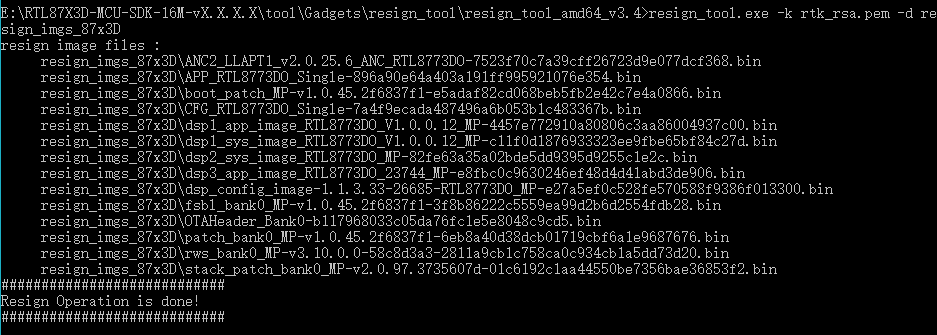 E:\RTL87X3D-MCU-SDK-16M-vX.X.X.X\tool\Gadgets\resign_tool\resign_tool_amd64_v3.4>resign_tool.exe -k rtk_rsa.pem -d re
sign_imgs_87x3D
resign image files :
resign_imgs_87x3D\ANC2_LLAPT1_v2.0.25.6_ANC_RTL8773DO-7523f70c7a39cff26723d9e077dcf368.bin
resign_imgs_87x3D\APP_RTL8773DO_Single-896a90e64a403a191ff995921076e354.bin
resign_imgs_87x3D\boot_patch_MP-v1.0.45.2f6837f1-e5adaf82cd068beb5fb2e42c7e4a0866.bin
resign_imgs_87x3D\CFG_RTL8773DO_Single-7a4f9ecada487496a6b053b1c483367b.bin
resign_imgs_87x3D\dsp1_app_image_RTL8773DO_V1.0.0.12_MP-4457e772910a80806c3aa86004937c00.bin
resign_imgs_87x3D\dsp1_sys_image_RTL8773DO_V1.0.0.12_MP-c11f0d1876933323ee9fbe65bf84c27d.bin
resign_imgs_87x3D\dsp2_sys_image_RTL8773DO_MP-82fe63a35a02bde5dd9395d9255c1e2c.bin
resign_imgs_87x3D\dsp3_app_image_RTL8773DO_23744_MP-e8fbc0c9630246ef48d4d41abd3de906.bin
resign_imgs_87x3D\dsp_config_image-1.1.3.33-26685-RTL8773DO_MP-e27a5ef0c528fe570588f9386f013300.bin
resign_imgs_87x3D\fsbl_bank0_MP-v1.0.45.2f6837f1-3f8b86222c5559ea99d2b6d2554fdb28.bin
resign_imgs_87x3D\OTAHeader_Bank0-b117968033c05da76fc1e5e8048c9cd5.bin
resign_imgs_87x3D\patch_bank0_MP-v1.0.45.2f6837f1-6eb8a40d38dcb01719cbf6a1e9687676.bin
resign_imgs_87x3D\rws_bank0_MP-v3.10.0.0-58c8d3a3-2811a9cb1c758ca0c934cb1a5dd73d20.bin
resign_imgs_87x3D\stack_patch_bank0_MP-v2.0.97.3735607d-01c6192c1aa44550be7356bae36853f2.bin
############################
Resign Operation is done!
############################